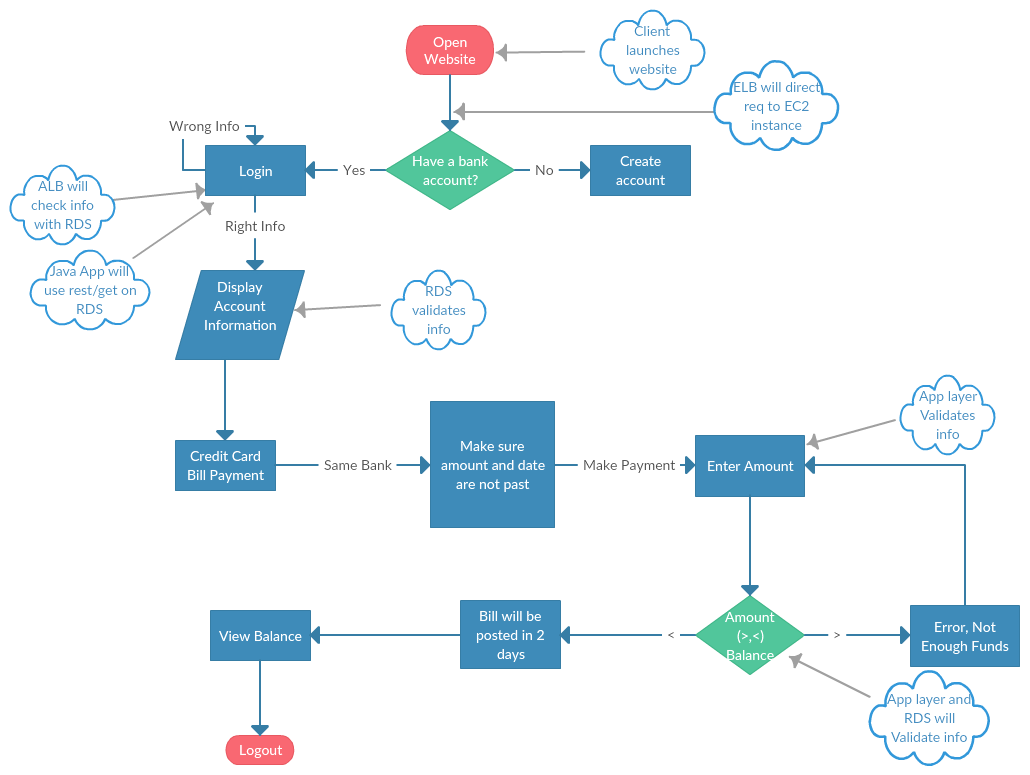 Open
Website
Client
launches
website
ELB will direct
req to EC2
instance
Wrong Info
Login
Yes
Have a bank
account?
No
Create
account
ALB will
check info
with RDS
Right Info
Java App will
use rest/get on
RDS
Display
Account
Information
RDS
validates
info
App layer
Validates
info
Credit Card
Bill Payment
Same Bank
Make sure
amount and date
are not past
Make Payment
Enter Amount
View Balance
Bill will be
posted in 2
days
<
Amount
(>,<)
Balance
>
Error, Not
Enough Funds
App layer and
RDS will
Validate info
Logout